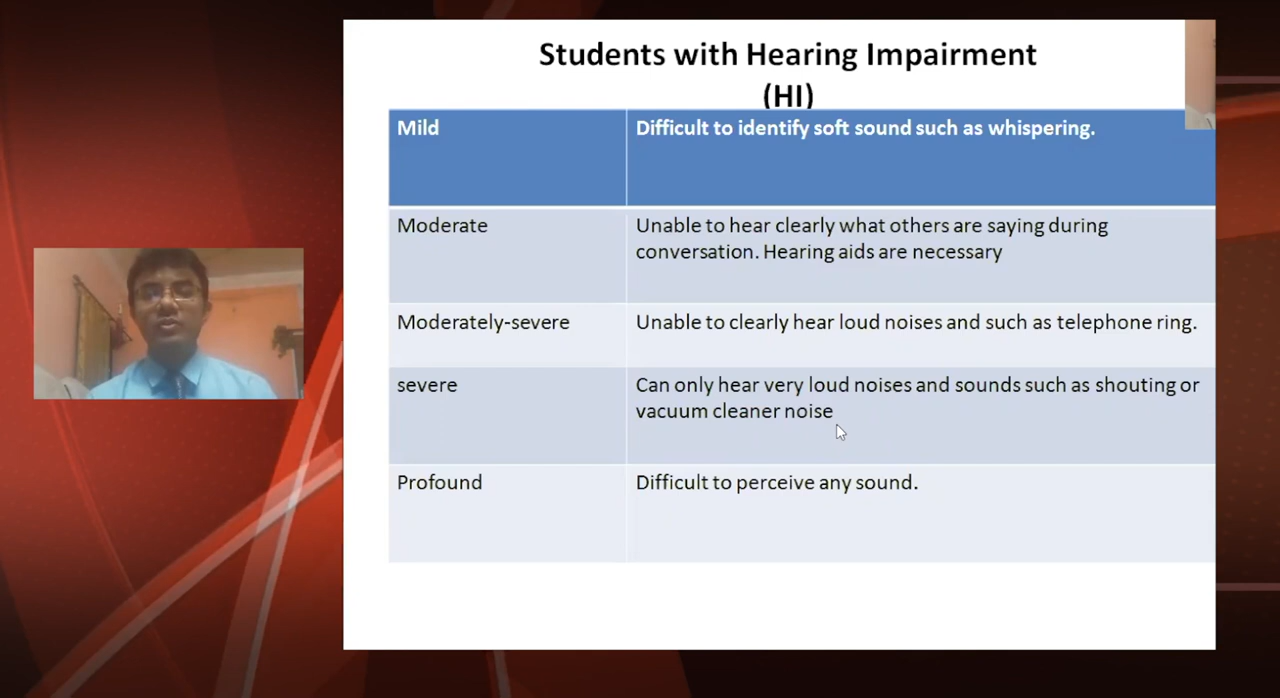 Students with Hearing Impairment
(HI)
Mild
Difficult to identify soft sound such as whispering.
Moderate
Unable to hear clearly what others are saying during
conversation. Hearing aids are necessary
Moderately-severe
Unable to clearly hear loud noises and such as telephone ring.
severe
Can only hear very loud noises and sounds such as shouting or
vacuum cleaner noise
Profound
Difficult to perceive any sound.